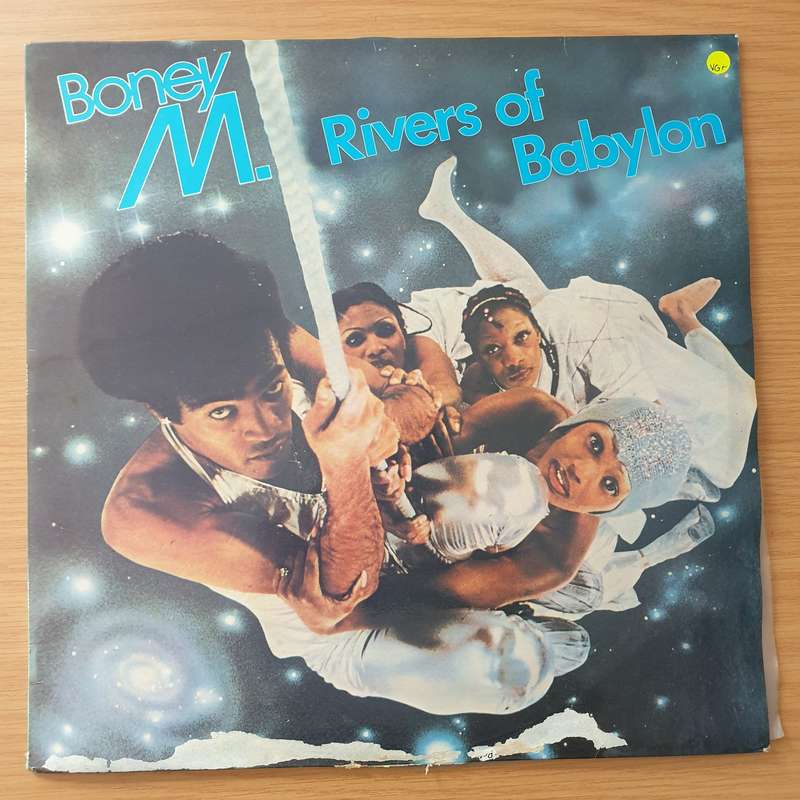 Boney
M.
Rivers of
Babylon
VG+